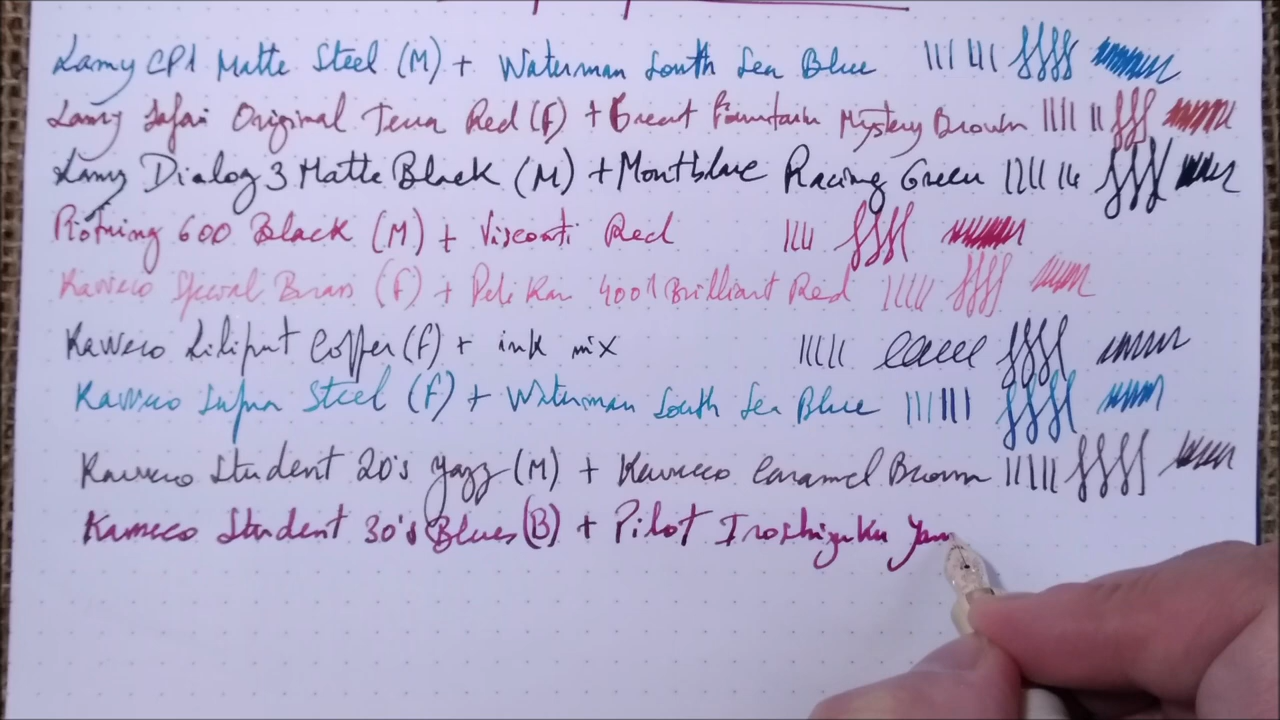 Lamy CP1 Matte Steel (M) + Waterman South Sea Blue
Lamy Safari Original Terra Red (F) + Great Fountain Mystery Brown
Lamy Dialog 3 Matte Black (M) + Montblanc Racing Green
Rotring 600 Black (M) + Visconti Red
Kaweco Special Brass (F) + Pelikan 4001 Brilliant Red
Kaweco Liliput Copper (F) + ink mix
Kaweco Supra Steel (F) + Waterman South Sea Blue
Kaweco Student 20's Yazz (M) + Kaweco Caramel Brown
Kaweco Student 30's Blues (B) + Pilot Iroshizuku Yam